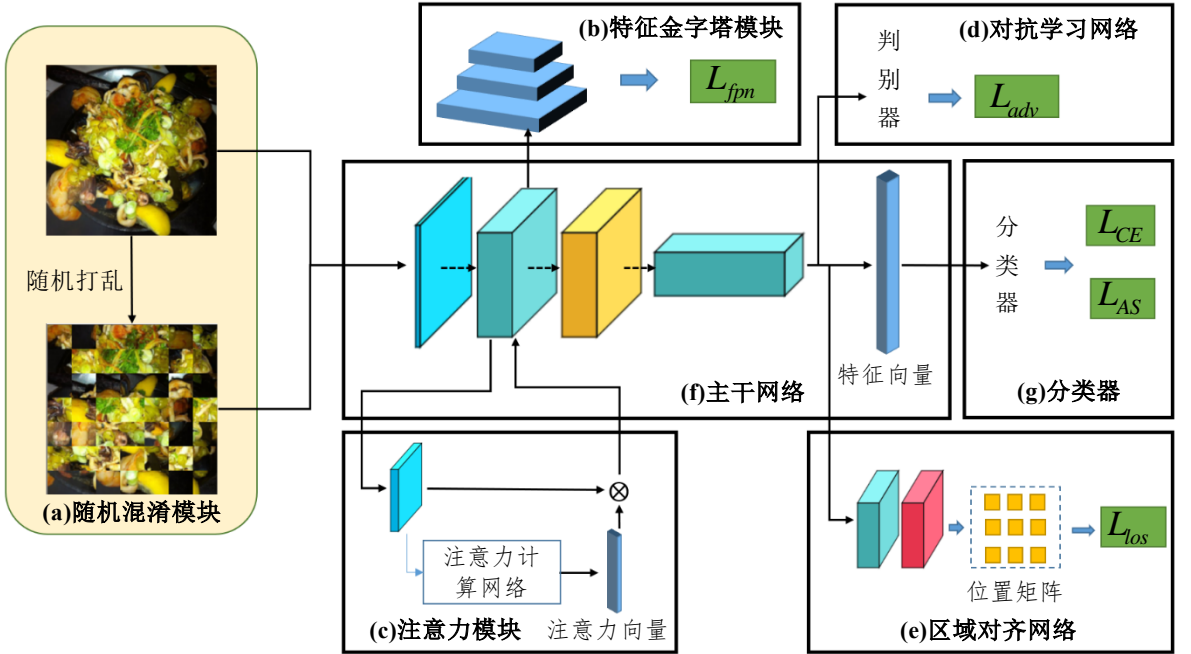 (b)特征金字塔模块
L_fpn
(d)对抗学习网络
判
别
器
L_adv
随机打乱
(a)随机混淆模块
特征向量
(f)主干网络
分
类
器
L_CE
L_AS
(g)分类器
注意力计
算网络
(c)注意力模块
注意力向量
位置矩阵
L_los
(e)区域对齐网络